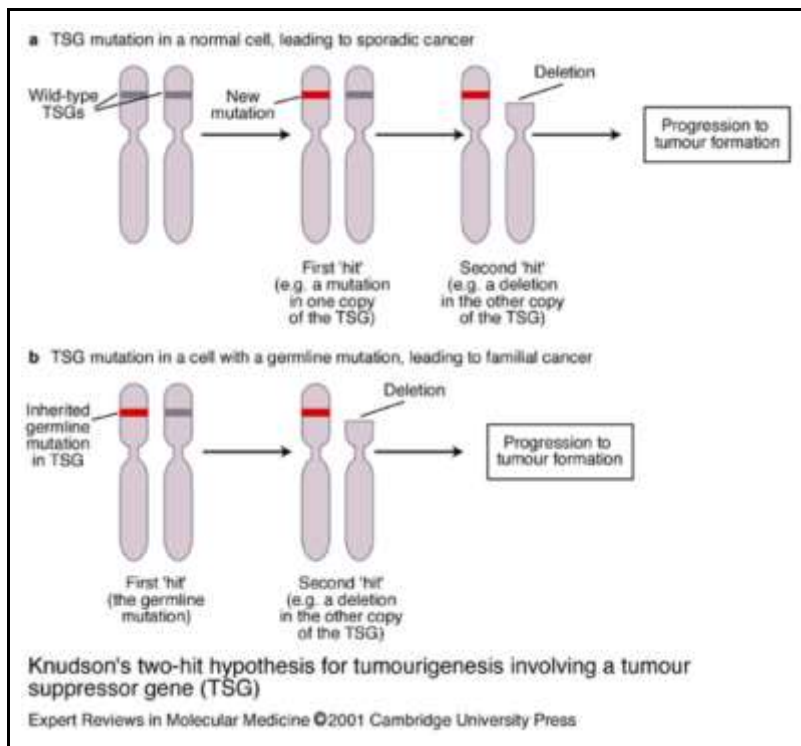 a TSG mutation in a normal cell, leading to sporadic cancer
Wild-type
TSGs
New
mutation
Deletion
Progression to
tumour formation
First 'hit'
(e.g. a mutation
in one copy
of the TSG)
Second 'hit'
(e.g. a deletion
in the other copy
of the TSG)
b TSG mutation in a cell with a germline mutation, leading to familial cancer
Inherited
germline
mutation
in TSG
Deletion
Progression to
tumour formation
First 'hit'
(the germline
mutation)
Second 'hit'
(e.g. a deletion
in the other copy
of the TSG)
Knudson's two-hit hypothesis for tumourigenesis involving a tumour
suppressor gene (TSG)
Expert Reviews in Molecular Medicine ©2001 Cambridge University Press